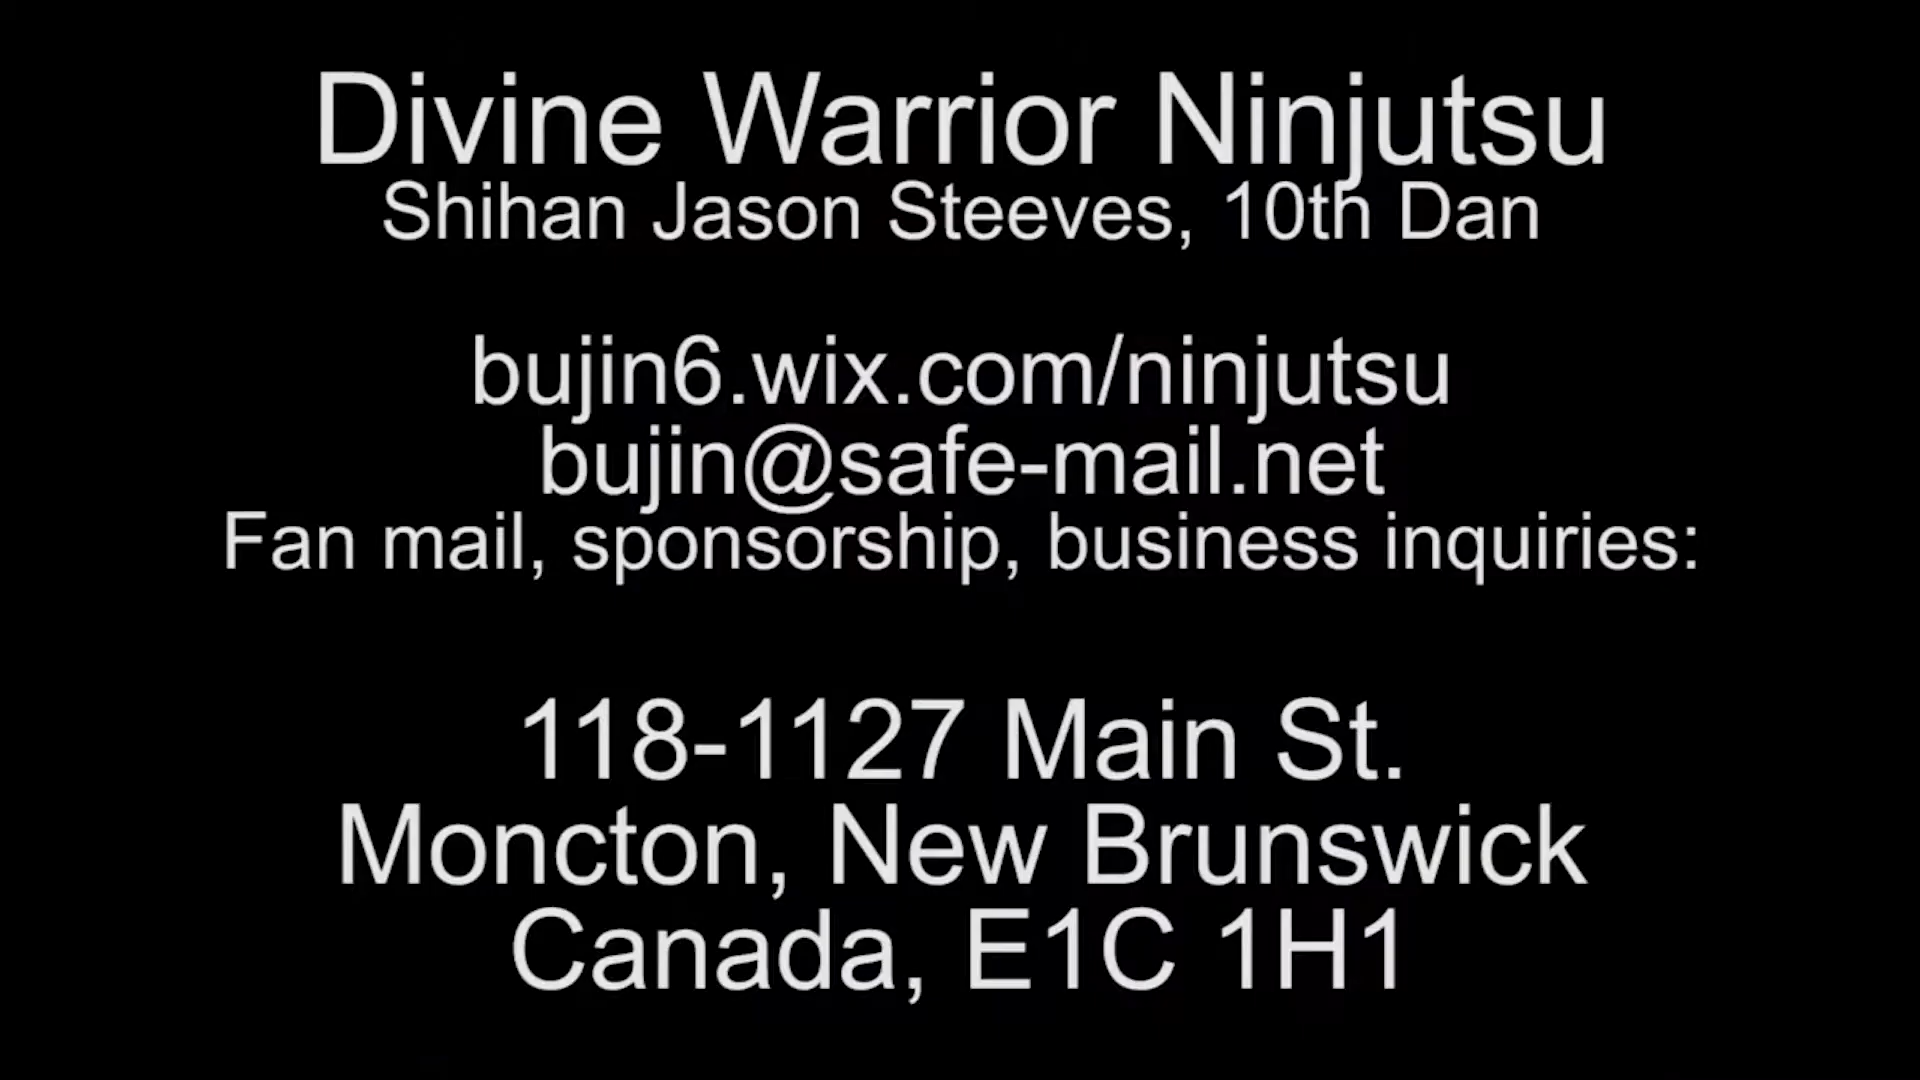 Divine Warrior Ninjutsu
Shihan Jason Steeves, 10th Dan
bujin6.wix.com/ninjutsu
bujin@safe-mail.net
Fan mail, sponsorship, business inquiries:
118-1127 Main St.
Moncton, New Brunswick
Canada, E1C 1H1